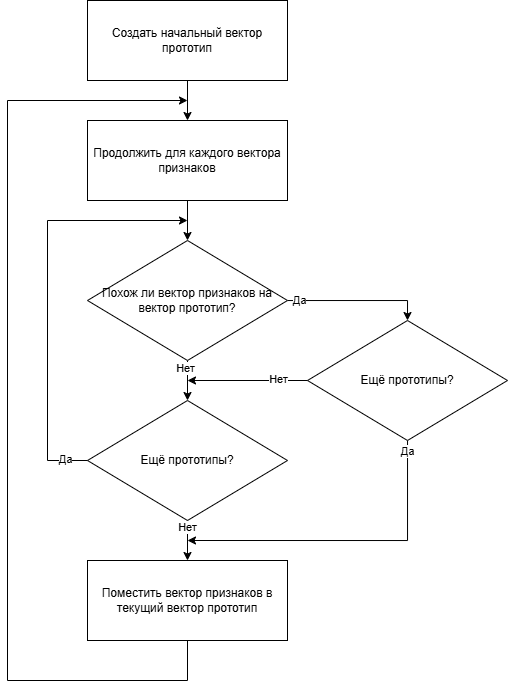 Создать начальный вектор
прототип
Продолжить для каждого вектора
признаков
Похож ли вектор признаков на
вектор прототип?
Да
Нет
Нет
Ещё прототипы?
Ещё прототипы?
Да
Да
Нет
Поместить вектор признаков в
текущий вектор прототип